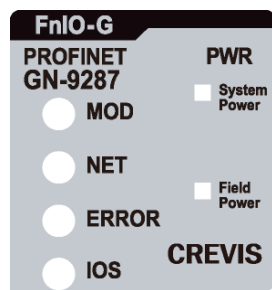 FnIO-G
PROFINET
GN-9287
PWR
System
Power
MOD
NET
Field
Power
ERROR
CREVIS
IOS